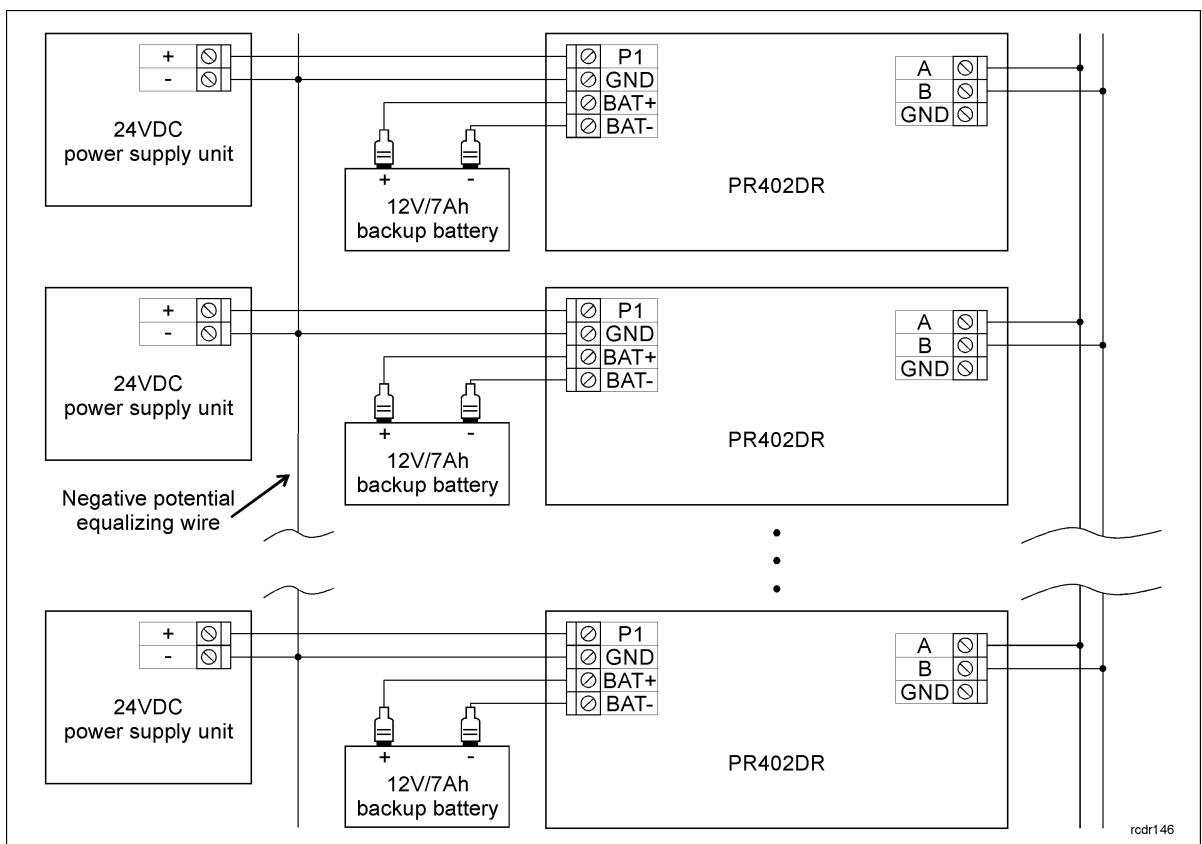 +
-
24VDC
power supply unit
P1
GND
BAT+
BAT-
+ -
12V/7Ah
backup battery
PR402DR
A
B
GND
+
-
24VDC
power supply unit
P1
GND
BAT+
BAT-
+ -
12V/7Ah
backup battery
PR402DR
A
B
GND
Negative potential
equalizing wire
+
-
24VDC
power supply unit
P1
GND
BAT+
BAT-
+ -
12V/7Ah
backup battery
PR402DR
A
B
GND
rcdr146